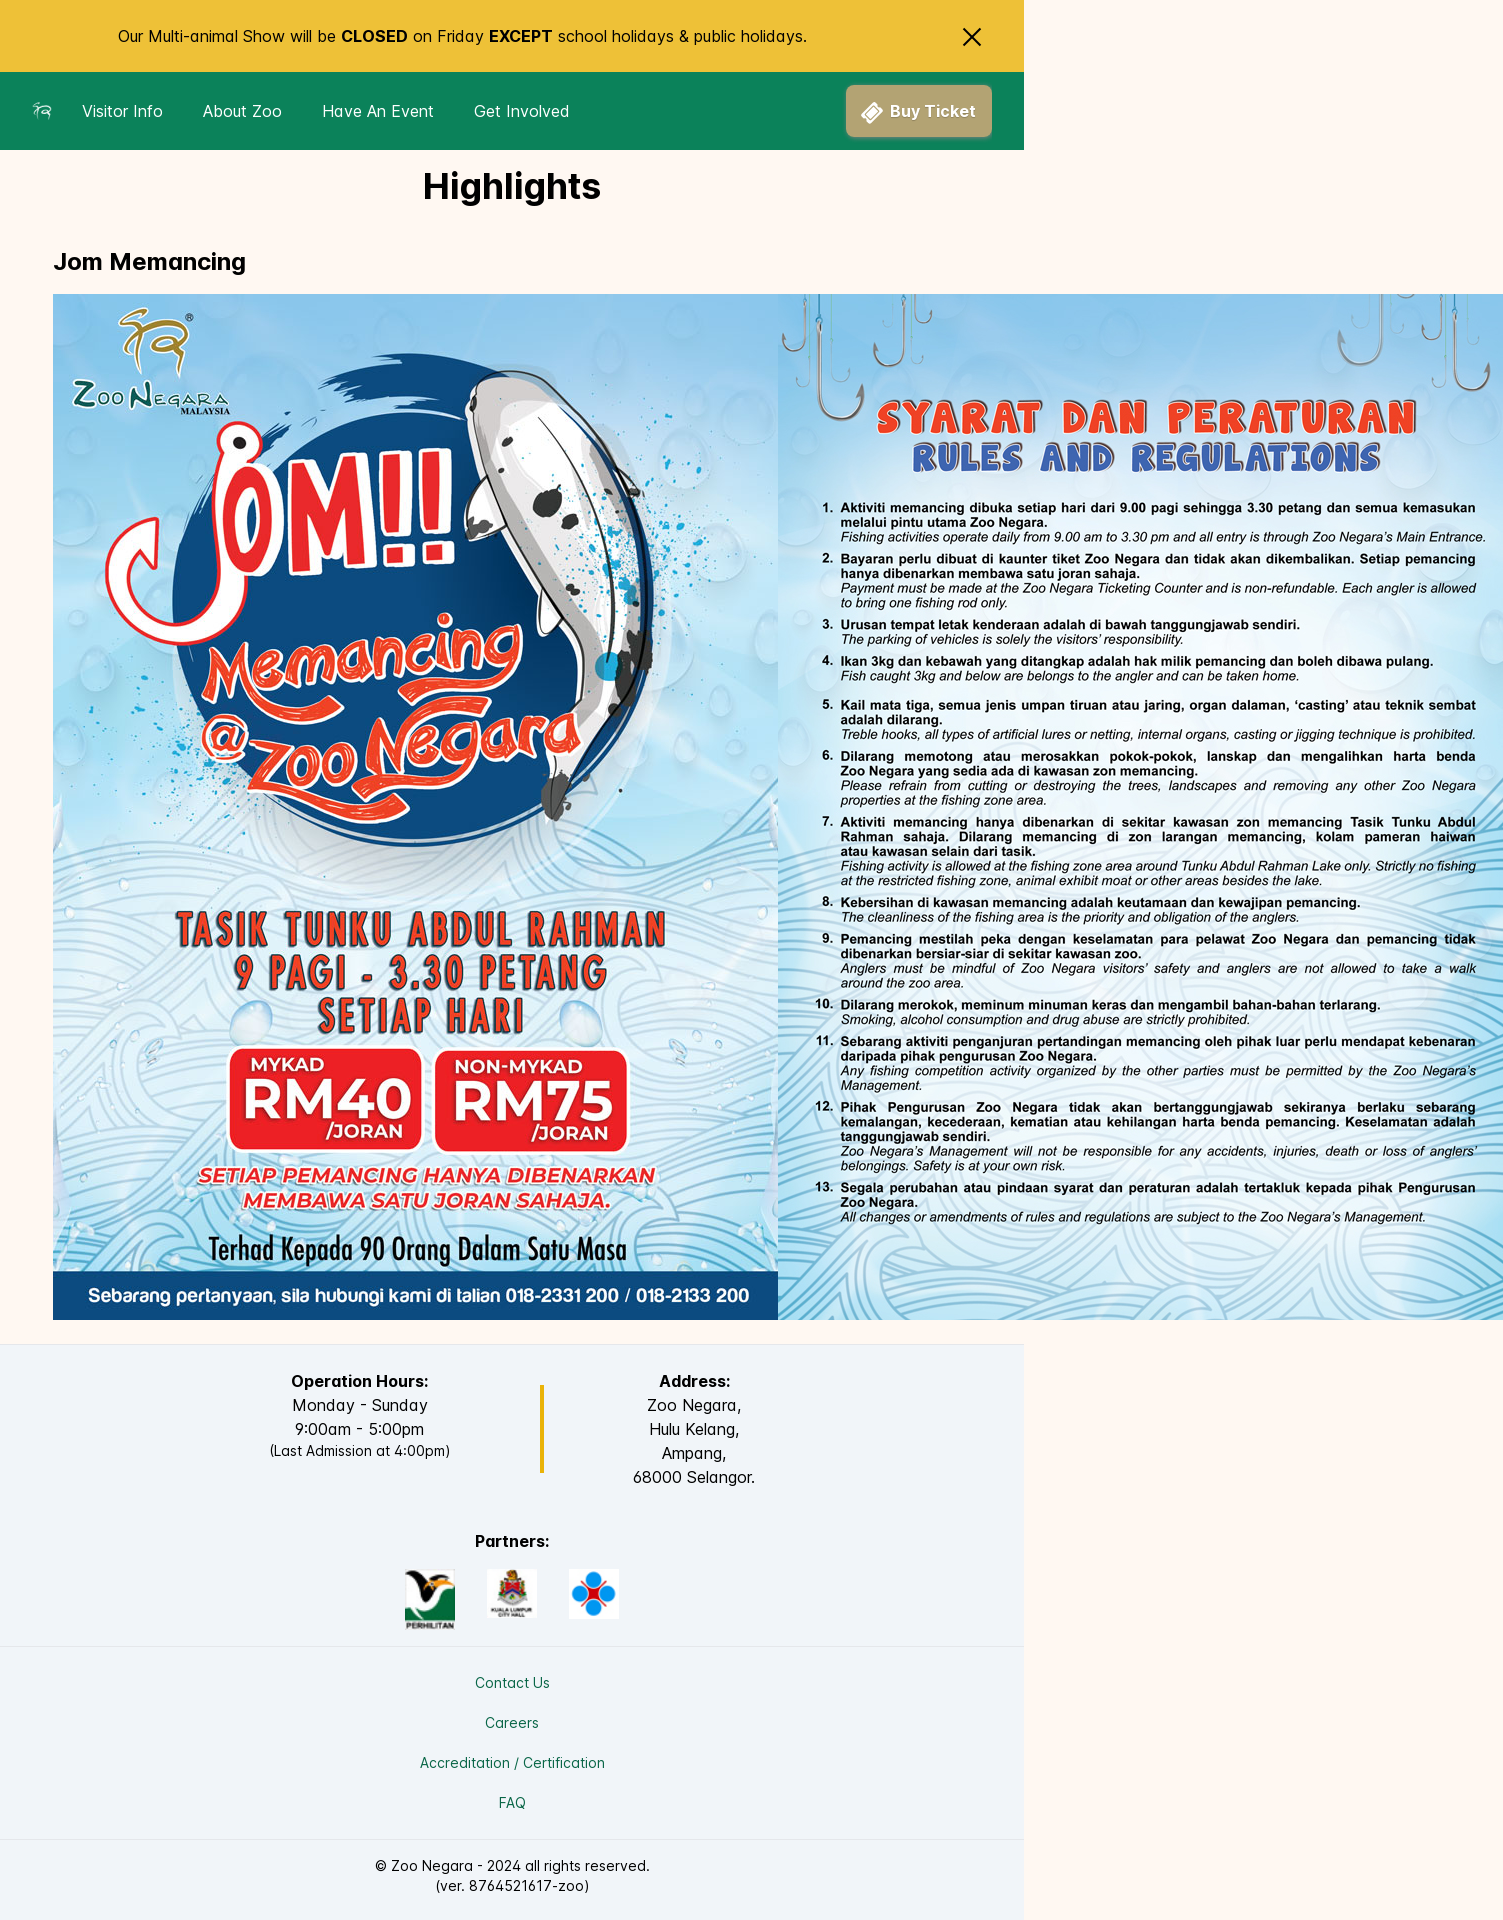 Our Multi-animal Show will be CLOSED on Friday EXCEPT school holidays & public holidays.
Visitor Info
About Zoo
Have An Event
Get Involved
Buy Ticket
Highlights
Jom Memancing
®
Zoo Negara
MALAYSIA
JOM!!
Memancing
@
Zoo Negara
TASIK TUNKU ABDUL RAHMAN
9 PAGI - 3.30 PETANG
SETIAP HARI
MYKAD
RM40
/JORAN
NON-MYKAD
RM75
/JORAN
SETIAP PEMANCING HANYA DIBENARKAN
MEMBAWA SATU JORAN SAHAJA.
Terhad Kepada 90 Orang Dalam Satu Masa
Sebarang pertanyaan, sila hubungi kami di talian 018-2331 200 / 018-2133 200
SYARAT DAN PERATURAN
RULES AND REGULATIONS
1. Aktiviti memancing dibuka setiap hari dari 9.00 pagi sehingga 3.30 petang dan semua kemasukan
melalui pintu utama Zoo Negara.
Fishing activities operate daily from 9.00 am to 3.30 pm and all entry is through Zoo Negara's Main Entrance.
2. Bayaran perlu dibuat di kaunter tiket Zoo Negara dan tidak akan dikembalikan. Setiap pemancing
hanya dibenarkan membawa satu joran sahaja.
Payment must be made at the Zoo Negara Ticketing Counter and is non-refundable. Each angler is allowed
to bring one fishing rod only.
3. Urusan tempat letak kenderaan adalah di bawah tanggungjawab sendiri.
The parking of vehicles is solely the visitors' responsibility.
4. Ikan 3kg dan kebawah yang ditangkap adalah hak milik pemancing dan boleh dibawa pulang.
Fish caught 3kg and below are belongs to the angler and can be taken home.
5. Kail mata tiga, semua jenis umpan tiruan atau jaring, organ dalaman, 'casting' atau teknik sembat
adalah dilarang.
Treble hooks, all types of artificial lures or netting, internal organs, casting or jigging technique is prohibited.
6. Dilarang memotong atau merosakkan pokok-pokok, lanskap dan mengalihkan harta benda
Zoo Negara yang sedia ada di kawasan zon memancing.
Please refrain from cutting or destroying the trees, landscapes and removing any other Zoo Negara
properties at the fishing zone area.
7. Aktiviti memancing hanya dibenarkan di sekitar kawasan zon memancing Tasik Tunku Abdul
Rahman sahaja. Dilarang memancing di zon larangan memancing, kolam pameran haiwan
atau kawasan selain dari tasik.
Fishing activity is allowed at the fishing zone area around Tunku Abdul Rahman Lake only. Strictly no fishing
at the restricted fishing zone, animal exhibit moat or other areas besides the lake.
8. Kebersihan di kawasan memancing adalah keutamaan dan kewajipan pemancing.
The cleanliness of the fishing area is the priority and obligation of the anglers.
9. Pemancing mestilah peka dengan keselamatan para pelawat Zoo Negara dan pemancing tidak
dibenarkan bersiar-siar di sekitar kawasan zoo.
Anglers must be mindful of Zoo Negara visitors' safety and anglers are not allowed to take a walk
around the zoo area.
10. Dilarang merokok, meminum minuman keras dan mengambil bahan-bahan terlarang.
Smoking, alcohol consumption and drug abuse are strictly prohibited.
11. Sebarang aktiviti penganjuran pertandingan memancing oleh pihak luar perlu mendapat kebenaran
daripada pihak pengurusan Zoo Negara.
Any fishing competition activity organized by the other parties must be permitted by the Zoo Negara's
Management.
12. Pihak Pengurusan Zoo Negara tidak akan bertanggungjawab sekiranya berlaku sebarang
kemalangan, kecederaan, kematian atau kehilangan harta benda pemancing. Keselamatan adalah
tanggungjawab sendiri.
Zoo Negara's Management will not be responsible for any accidents, injuries, death or loss of anglers'
belongings. Safety is at your own risk.
13. Segala perubahan atau pindaan syarat dan peraturan adalah tertakluk kepada pihak Pengurusan
Zoo Negara.
All changes or amendments of rules and regulations are subject to the Zoo Negara's Management.
Operation Hours:
Monday - Sunday
9:00am - 5:00pm
(Last Admission at 4:00pm)
Address:
Zoo Negara,
Hulu Kelang,
Ampang,
68000 Selangor.
Partners:
PERHILITAN
KUALA LUMPUR
CITY HALL
Contact Us
Careers
Accreditation / Certification
FAQ
© Zoo Negara - 2024 all rights reserved.
(ver. 8764521617-zoo)